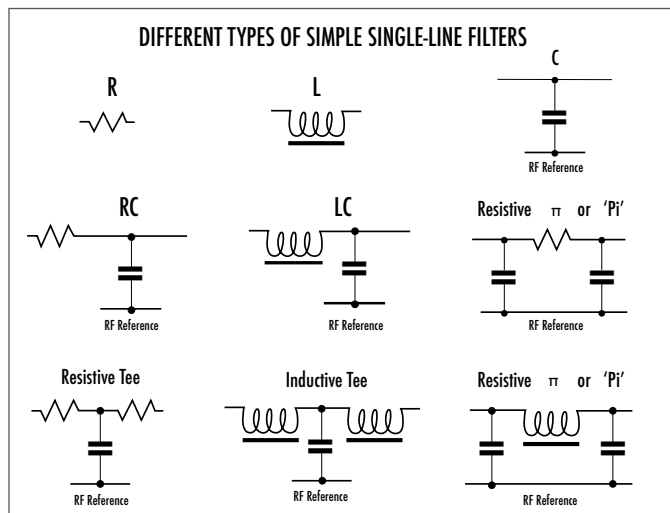 DIFFERENT TYPES OF SIMPLE SINGLE-LINE FILTERS
R
L
C
RF Reference
RC
LC
Resistive π or 'Pi'
RF Reference
RF Reference
RF Reference
Resistive Tee
Inductive Tee
Resistive π or 'Pi'
RF Reference
RF Reference
RF Reference